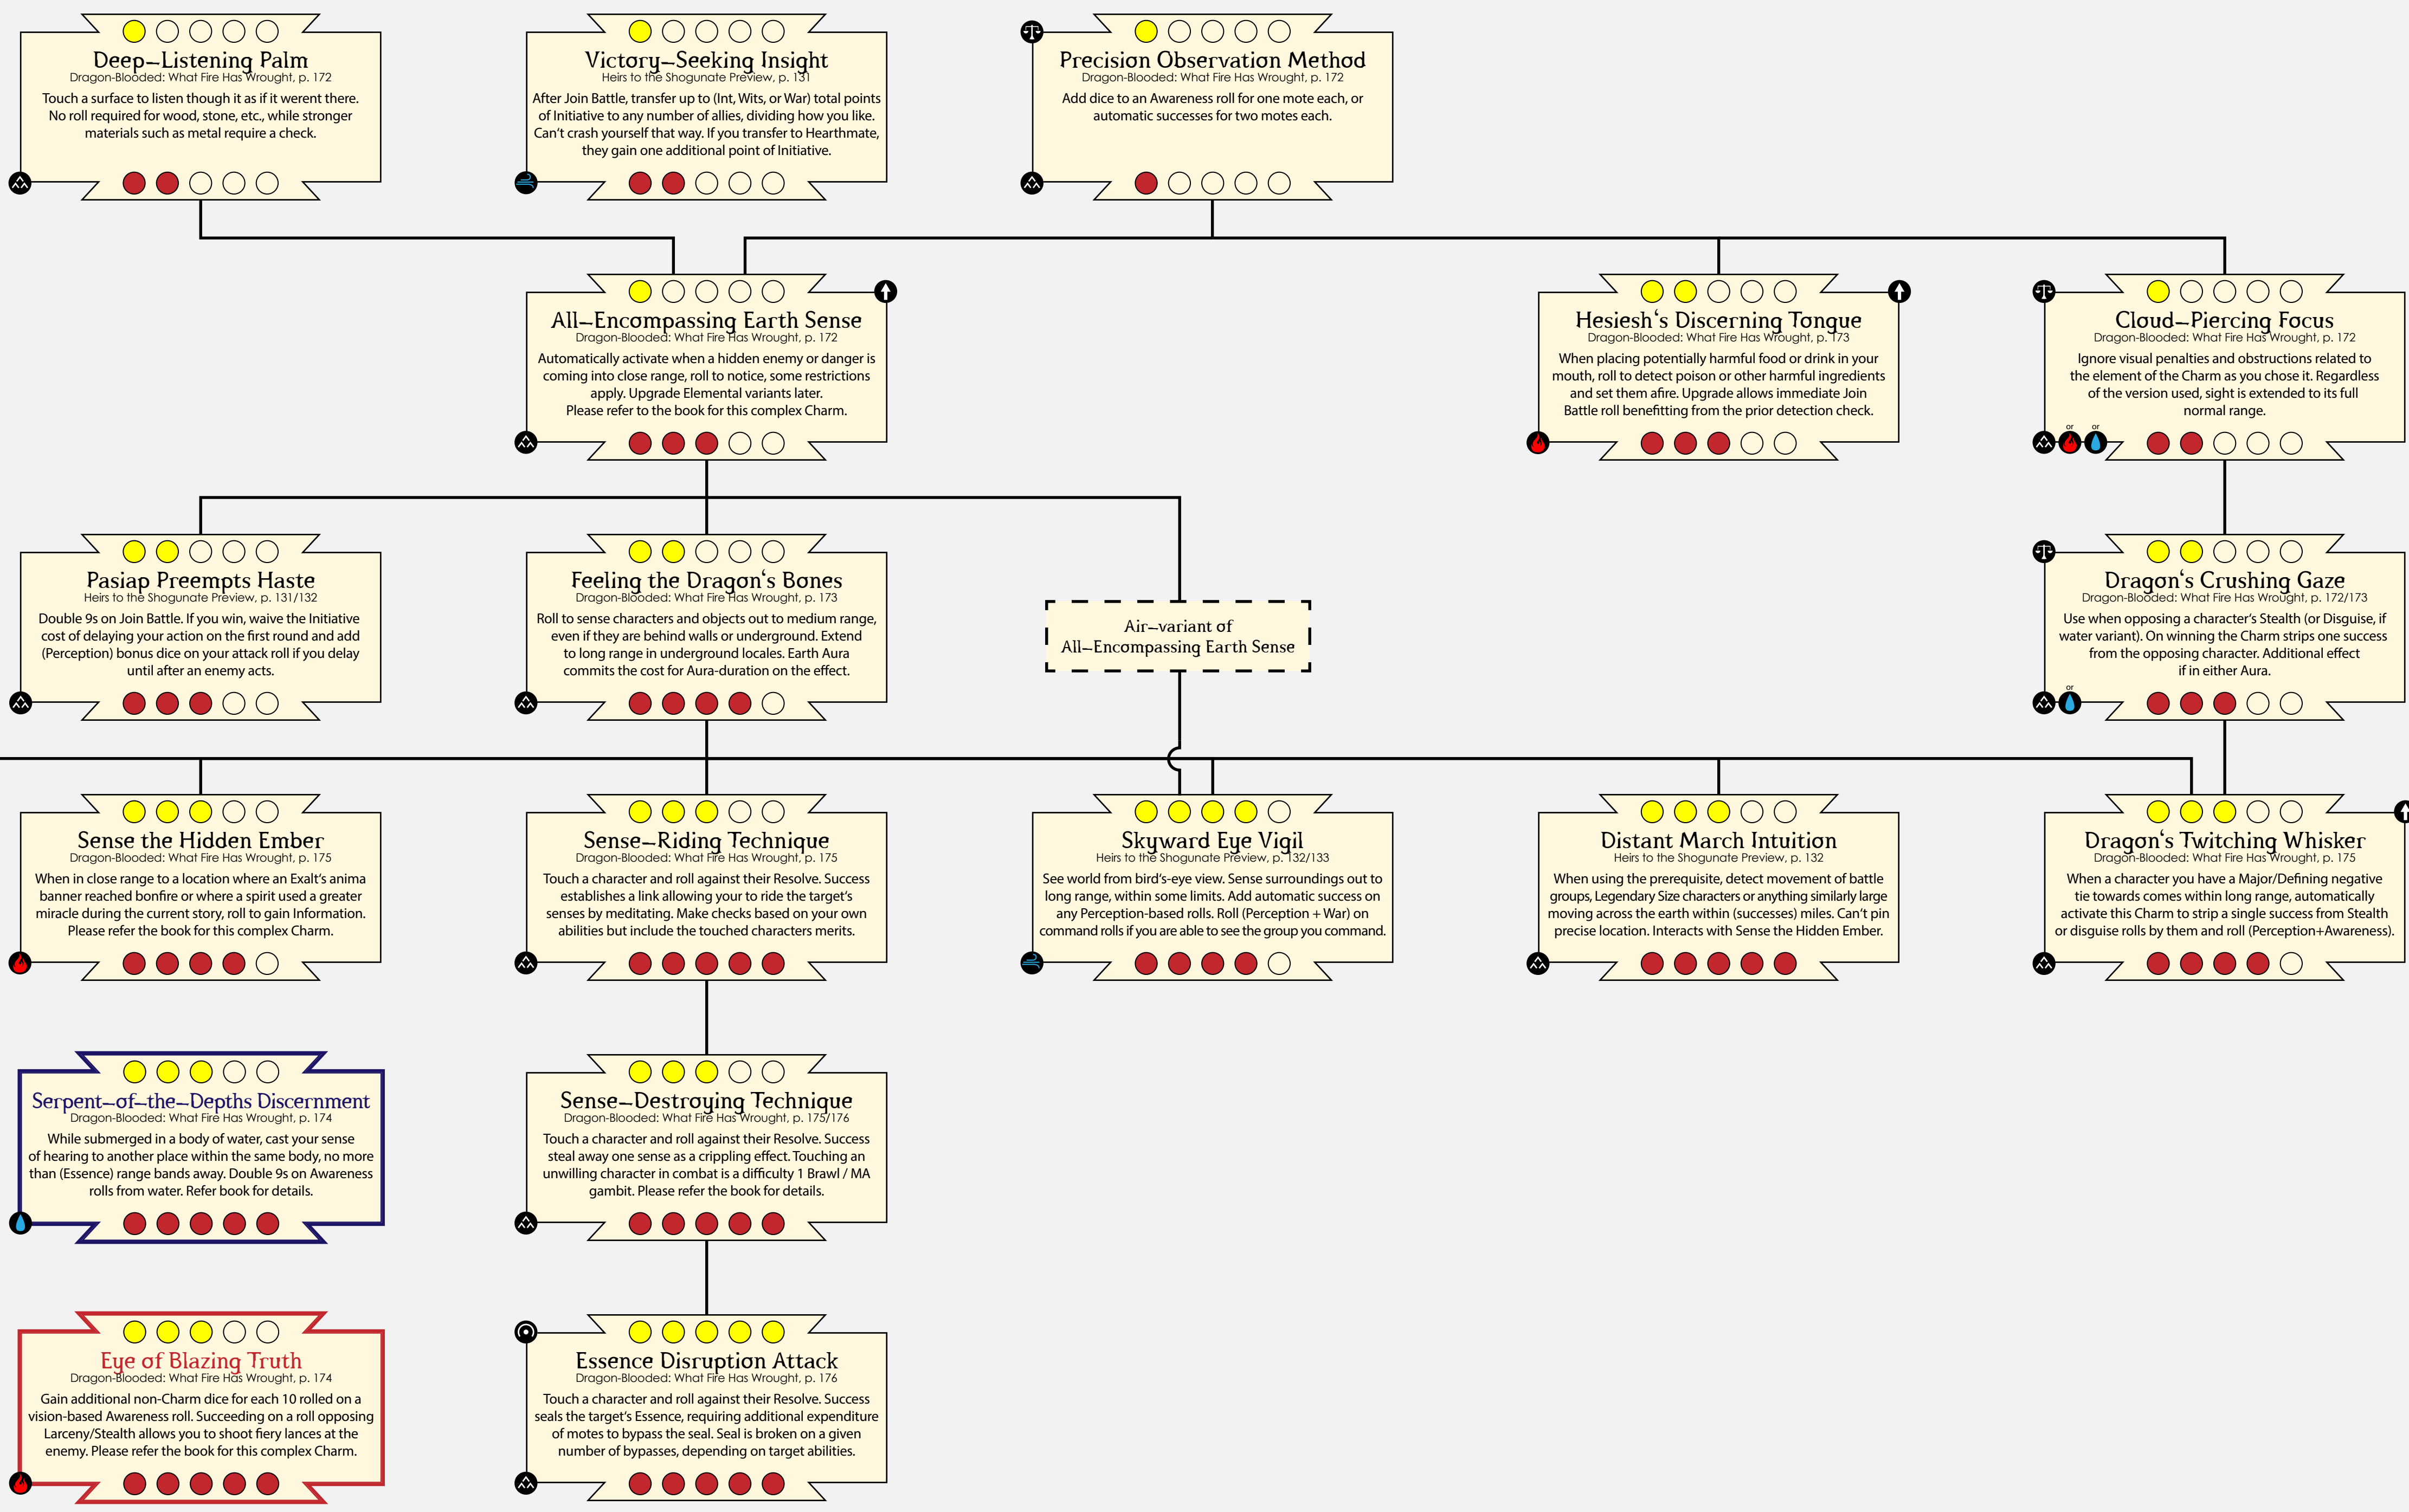 Deep-Listening Palm
Dragon-Blooded: What Fire Has Wrought, p. 172
Touch a surface to listen though it as if it werent there.
No roll required for wood, stone, etc., while stronger
materials such as metal require a check.
Victory-Seeking Insight
Heirs to the Shogunate Preview, p. 131
After Join Battle, transfer up to (Int, Wits, or War) total points
of Initiative to any number of allies, dividing how you like.
Can't crash yourself that way. If you transfer to Hearthmate,
they gain one additional point of Initiative.
Precision Observation Method
Dragon-Blooded: What Fire Has Wrought, p. 172
Add dice to an Awareness roll for one mote each, or
automatic successes for two motes each.
All-Encompassing Earth Sense
Dragon-Blooded: What Fire Has Wrought, p. 172
Automatically activate when a hidden enemy or danger is
coming into close range, roll to notice, some restrictions
apply. Upgrade Elemental variants later.
Please refer to the book for this complex Charm.
Hesiesh's Discerning Tongue
Dragon-Blooded: What Fire Has Wrought, p. 173
When placing potentially harmful food or drink in your
mouth, roll to detect poison or other harmful ingredients
and set them afire. Upgrade allows immediate Join
Battle roll benefitting from the prior detection check.
Cloud-Piercing Focus
Dragon-Blooded: What Fire Has Wrought, p. 172
Ignore visual penalties and obstructions related to
the element of the Charm as you chose it. Regardless
of the version used, sight is extended to its full
normal range.
or or
Pasiap Preempts Haste
Heirs to the Shogunate Preview, p. 131/132
Double 9s on Join Battle. If you win, waive the Initiative
cost of delaying your action on the first round and add
(Perception) bonus dice on your attack roll if you delay
until after an enemy acts.
Feeling the Dragon's Bones
Dragon-Blooded: What Fire Has Wrought, p. 173
Roll to sense characters and objects out to medium range,
even if they are behind walls or underground. Extend
to long range in underground locales. Earth Aura
commits the cost for Aura-duration on the effect.
Air-variant of
All-Encompassing Earth Sense
Dragon's Crushing Gaze
Dragon-Blooded: What Fire Has Wrought, p. 172/173
Use when opposing a character's Stealth (or Disguise, if
water variant). On winning the Charm strips one success
from the opposing character. Additional effect
if in either Aura.
or
Sense the Hidden Ember
Dragon-Blooded: What Fire Has Wrought, p. 175
When in close range to a location where an Exalt's anima
banner reached bonfire or where a spirit used a greater
miracle during the current story, roll to gain Information.
Please refer the book for this complex Charm.
Sense-Riding Technique
Dragon-Blooded: What Fire Has Wrought, p. 175
Touch a character and roll against their Resolve. Success
establishes a link allowing your to ride the target's
senses by meditating. Make checks based on your own
abilities but include the touched characters merits.
Skyward Eye Vigil
Heirs to the Shogunate Preview, p. 132/133
See world from bird's-eye view. Sense surroundings out to
long range, within some limits. Add automatic success on
any Perception-based rolls. Roll (Perception + War) on
command rolls if you are able to see the group you command.
Distant March Intuition
Heirs to the Shogunate Preview, p. 132
When using the prerequisite, detect movement of battle
groups, Legendary Size characters or anything similarly large
moving across the earth within (successes) miles. Can't pin
precise location. Interacts with Sense the Hidden Ember.
Dragon's Twitching Whisker
Dragon-Blooded: What Fire Has Wrought, p. 175
When a character you have a Major/Defining negative
tie towards comes within long range, automatically
activate this Charm to strip a single success from Stealth
or disguise rolls by them and roll (Perception+Awareness).
Serpent-of-the-Depths Discernment
Dragon-Blooded: What Fire Has Wrought, p. 174
While submerged in a body of water, cast your sense
of hearing to another place within the same body, no more
than (Essence) range bands away. Double 9s on Awareness
rolls from water. Refer book for details.
Sense-Destroying Technique
Dragon-Blooded: What Fire Has Wrought, p. 175/176
Touch a character and roll against their Resolve. Success
steal away one sense as a crippling effect. Touching an
unwilling character in combat is a difficulty 1 Brawl / MA
gambit. Please refer the book for details.
Eye of Blazing Truth
Dragon-Blooded: What Fire Has Wrought, p. 174
Gain additional non-Charm dice for each 10 rolled on a
vision-based Awareness roll. Succeeding on a roll opposing
Larceny/Stealth allows you to shoot fiery lances at the
enemy. Please refer the book for this complex Charm.
Essence Disruption Attack
Dragon-Blooded: What Fire Has Wrought, p. 176
Touch a character and roll against their Resolve. Success
seals the target's Essence, requiring additional expenditure
of motes to bypass the seal. Seal is broken on a given
number of bypasses, depending on target abilities.